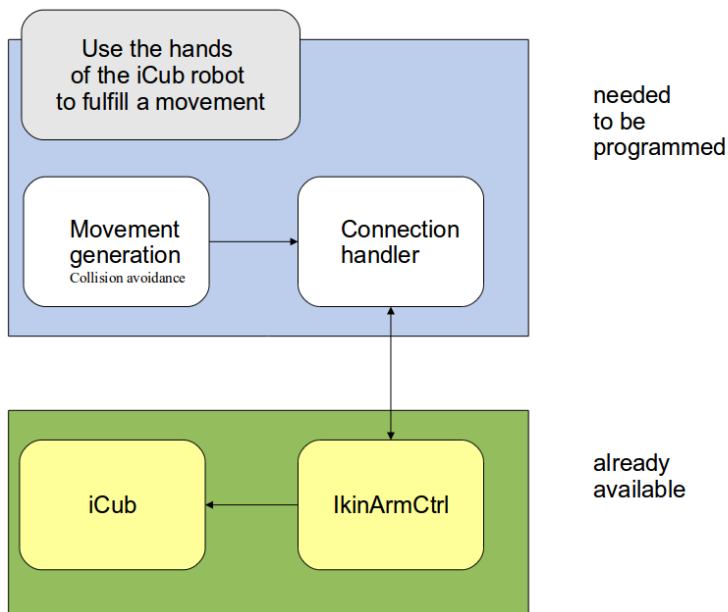 Use the hands
of the iCub robot
to fulfill a movement
needed
to be
programmed
Movement
generation
Collision avoidance
Connection
handler
iCub
IkinArmCtrl
already
available